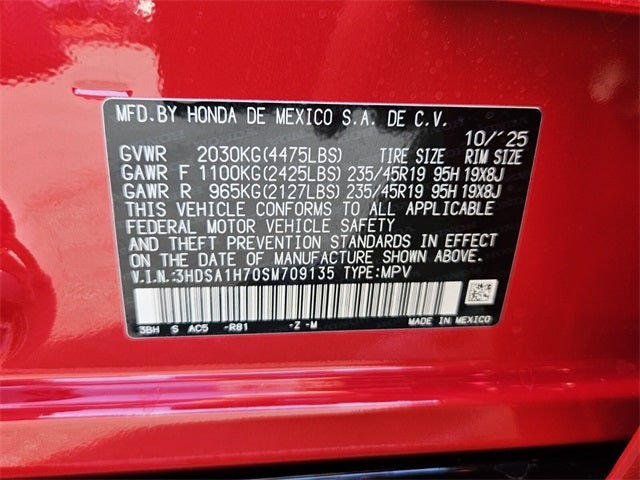 MFD.BY HONDA DE MEXICO S.A. DE C.V.
10/´25
GVWR 2030KG(4475LBS) TIRE SIZE RIM SIZE
GAWR F 1100KG(2425LBS) 235/45R19 95H 19X8J
GAWR R 965KG(2127LBS) 235/45R19 95H 19X8J
THIS VEHICLE CONFORMS TO ALL APPLICABLE
FEDERAL MOTOR VEHICLE SAFETY
AND THEFT PREVENTION STANDARDS IN EFFECT
ON THE DATE OF MANUFACTURE SHOWN ABOVE.
V.I.N.:3HDSA1H70SM709135 TYPE:MPV
3BH S AC5 -R81 -Z -M MADE IN MEXICO